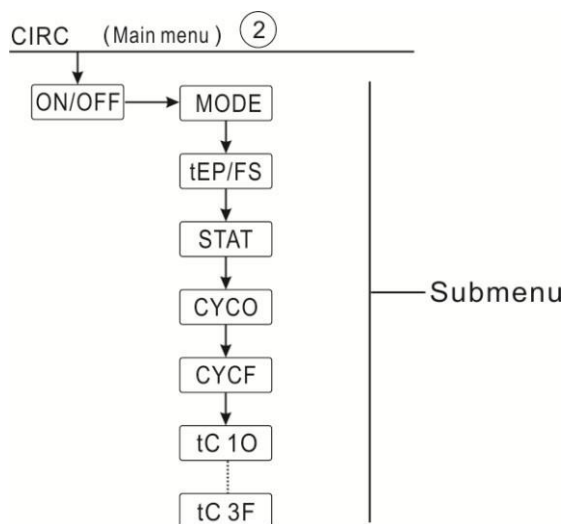 CIRC (Main menu) 2
ON/OFF MODE
tEP/FS
STAT
CYCO
Submenu
CYCF
tC 1O
tC 3F